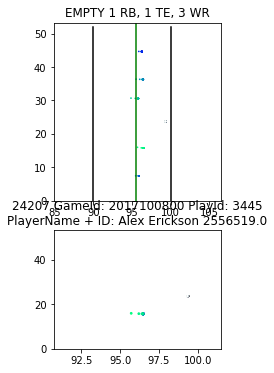 EMPTY 1 RB, 1 TE, 3 WR
50
40
30
20
10
0
85 90 95 100 105
24207 GameId: 2017100800 PlayId: 3445
PlayerName + ID: Alex Erickson 2556519.0
40
20
0
92.5 95.0 97.5 100.0